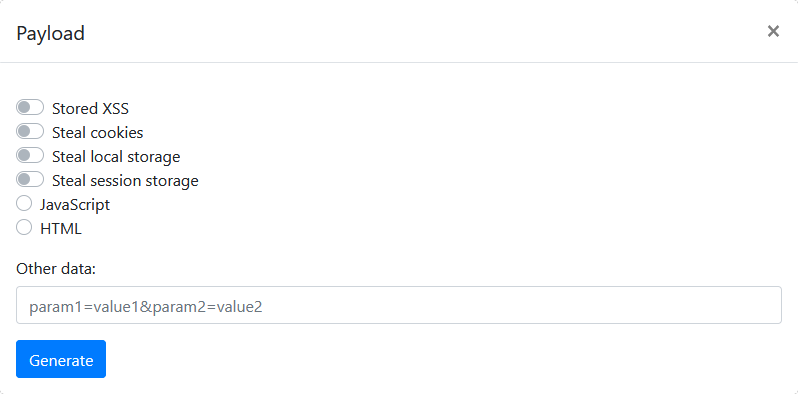 Payload ×
Stored XSS
Steal cookies
Steal local storage
Steal session storage
JavaScript
HTML
Other data:
param1=value1&param2=value2
Generate